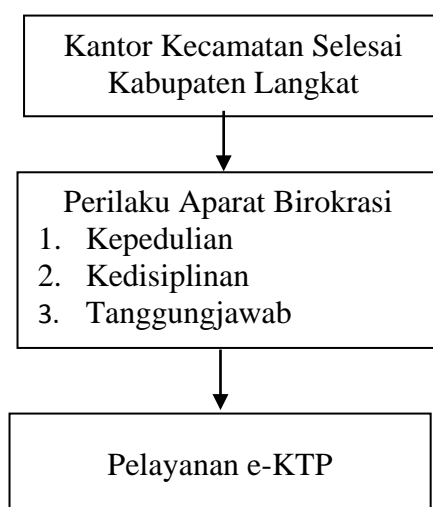 Kantor Kecamatan Selesai
Kabupaten Langkat
Perilaku Aparat Birokrasi
1. Kepedulian
2. Kedisiplinan
3. Tanggungjawab
Pelayanan e-KTP